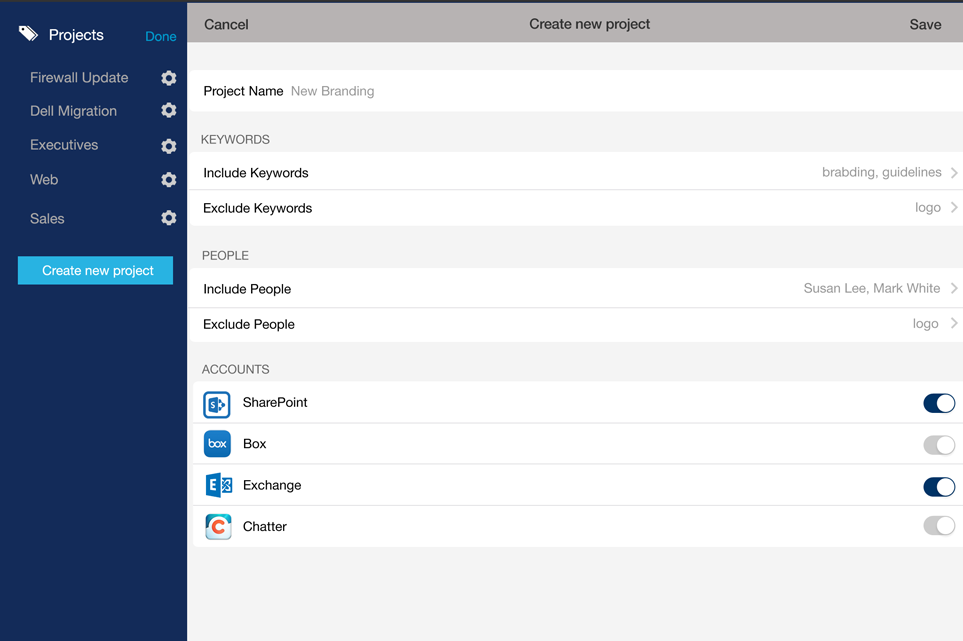 Projects
Done
Firewall Update
Dell Migration
Executives
Web
Sales
Create new project
Cancel
Create new project
Save
Project Name New Branding
KEYWORDS
Include Keywords brabding, guidelines
Exclude Keywords logo
PEOPLE
Include People Susan Lee, Mark White
Exclude People logo
ACCOUNTS
S SharePoint
box Box
E Exchange
C Chatter